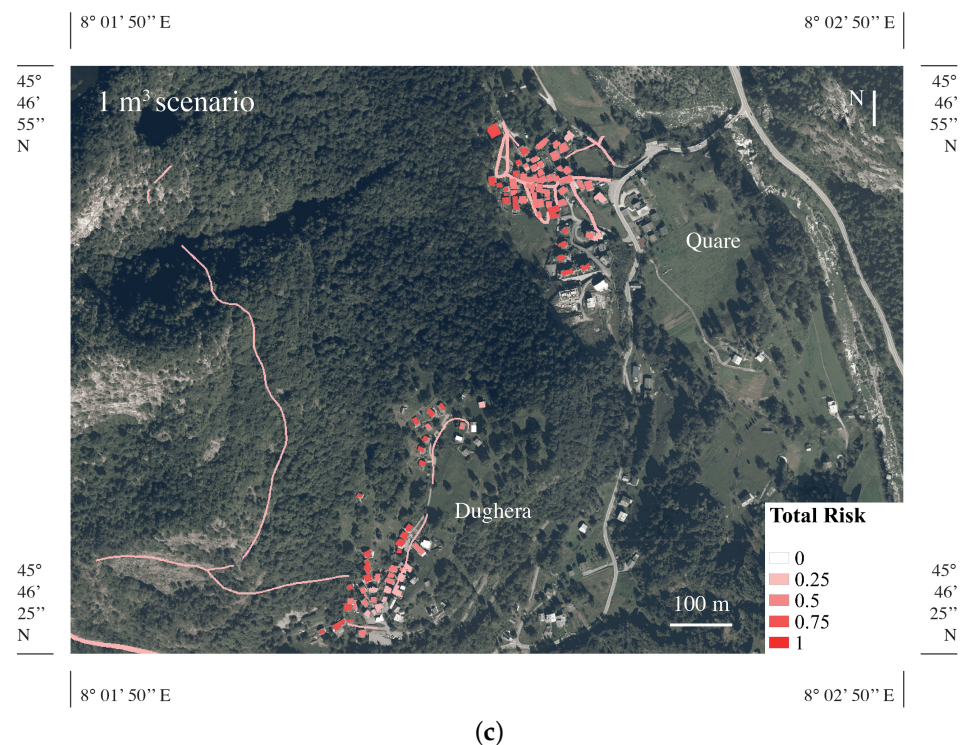 8° 01' 50'' E
8° 02' 50'' E
45°
46'
55''
N
45°
46'
55''
N
1 m³ scenario
N
Quare
Dughera
Total Risk
0
0.25
0.5
0.75
1
100 m
45°
46'
25''
N
45°
46'
25''
N
8° 01' 50'' E
8° 02' 50'' E
(c)